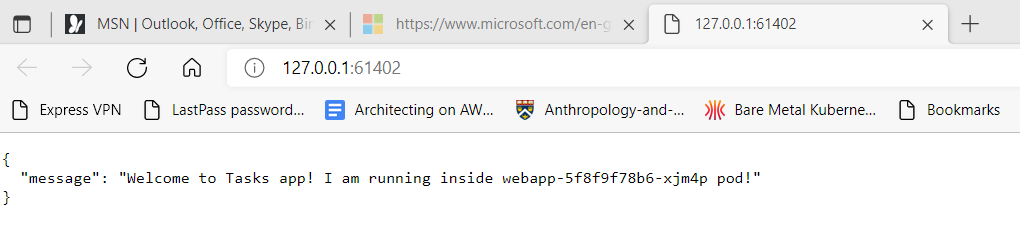 MSN | Outlook, Office, Skype, Bin
https://www.microsoft.com/en-g
127.0.0.1:61402
127.0.0.1:61402
Express VPN
LastPass password...
Architecting on AW...
Anthropology-and-...
Bare Metal Kuberne...
Bookmarks
{
"message": "Welcome to Tasks app! I am running inside webapp-5f8f9f78b6-xjm4p pod!"
}